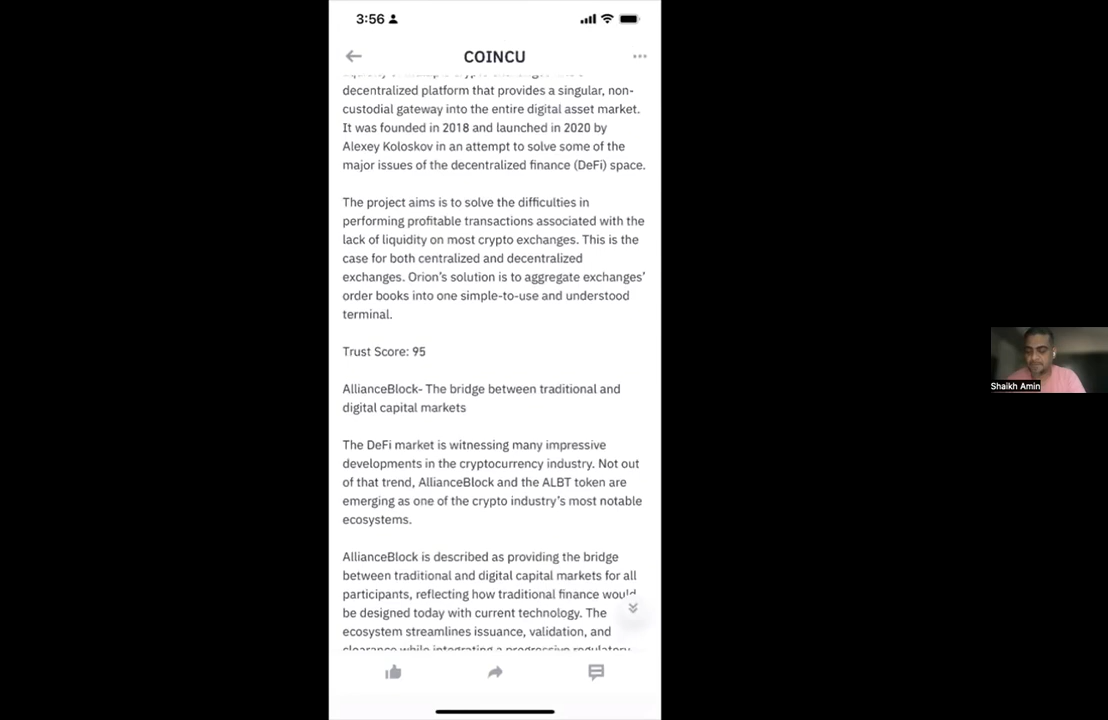 3:56
COINCU
decentralized platform that provides a singular, non-
custodial gateway into the entire digital asset market.
It was founded in 2018 and launched in 2020 by
Alexey Koloskov in an attempt to solve some of the
major issues of the decentralized finance (DeFi) space.
The project aims is to solve the difficulties in
performing profitable transactions associated with the
lack of liquidity on most crypto exchanges. This is the
case for both centralized and decentralized
exchanges. Orion's solution is to aggregate exchanges'
order books into one simple-to-use and understood
terminal.
Trust Score: 95
AllianceBlock- The bridge between traditional and
digital capital markets
The DeFi market is witnessing many impressive
developments in the cryptocurrency industry. Not out
of that trend, AllianceBlock and the ALBT token are
emerging as one of the crypto industry's most notable
ecosystems.
AllianceBlock is described as providing the bridge
between traditional and digital capital markets for all
participants, reflecting how traditional finance would
be designed today with current technology. The
ecosystem streamlines issuance, validation, and
clearance while integrating a progressive regulatory
Shaikh Amin